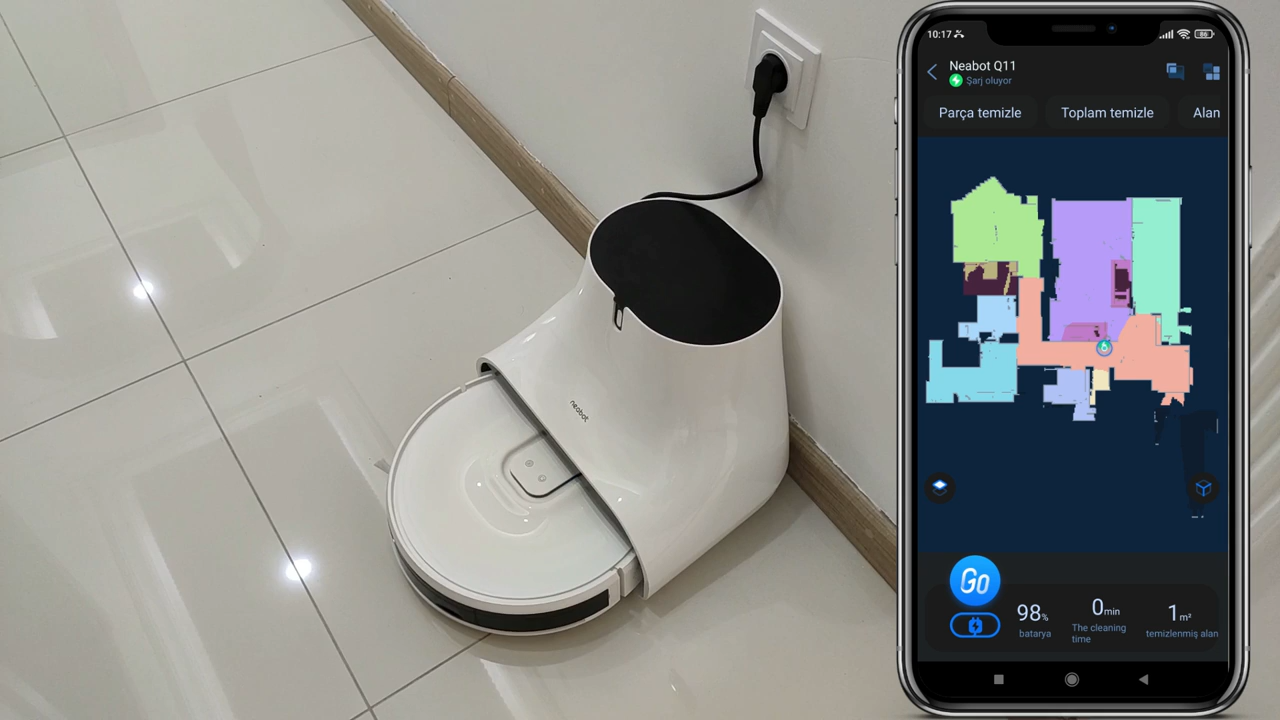 neabot
10:17
86
Neabot Q11
Şarj oluyor
Parça temizle
Toplam temizle
Alan
Go
98%
batarya
0min
The cleaning
time
1m²
temizlenmiş alan